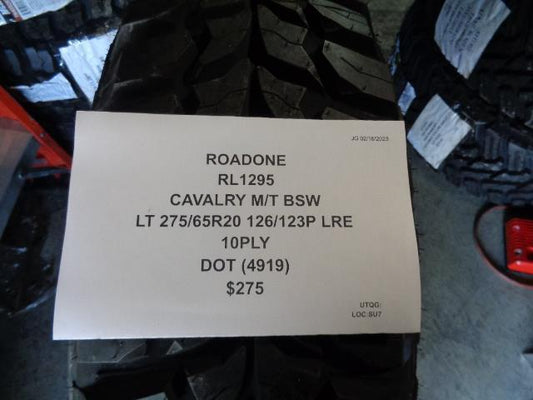 JG 02/16/2023
ROADONE
RL1295
CAVALRY M/T BSW
LT 275/65R20 126/123P LRE
10PLY
DOT (4919)
$275
UTQG:
LOC:SU7